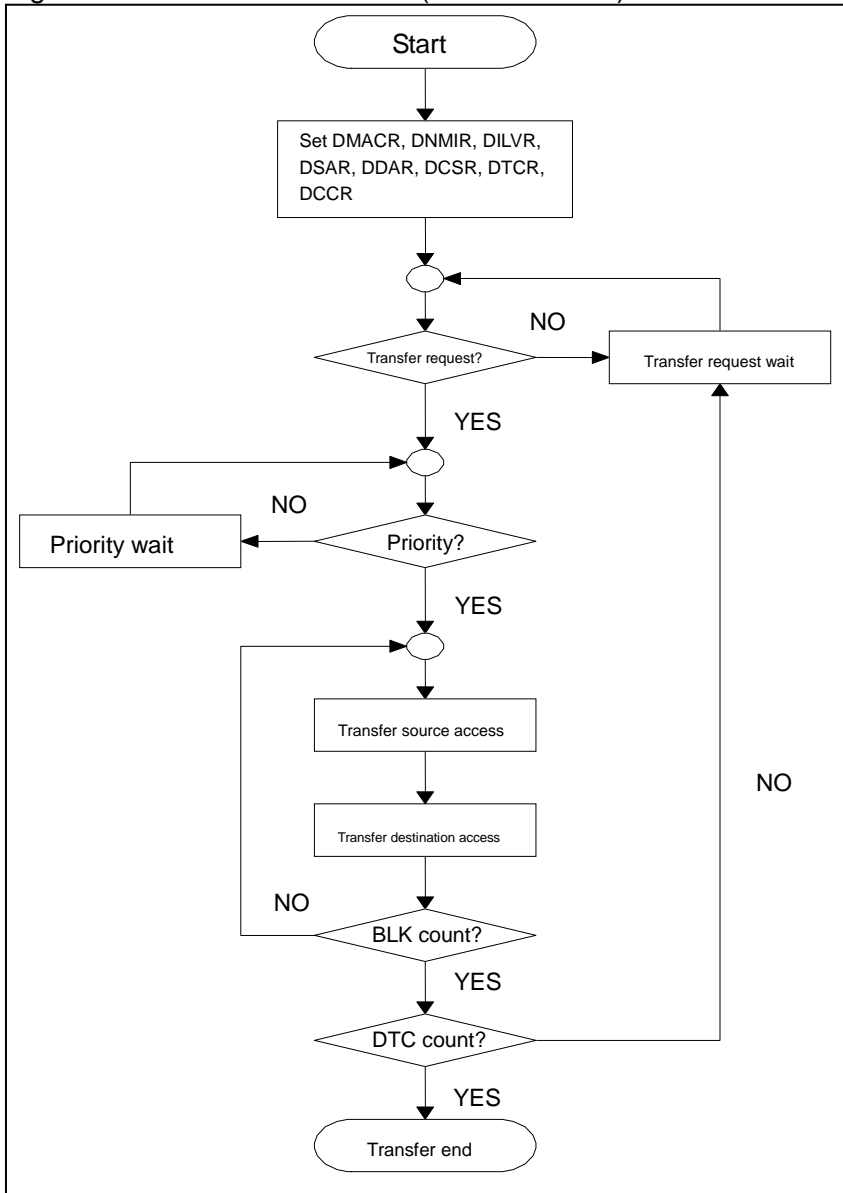 Start
Set DMACR, DNMIR, DILVR,
DSAR, DDAR, DCSR, DTCR,
DCCR
NO
Transfer request?
Transfer request wait
YES
NO
Priority wait
Priority?
YES
Transfer source access
NO
Transfer destination access
NO
BLK count?
YES
DTC count?
YES
Transfer end